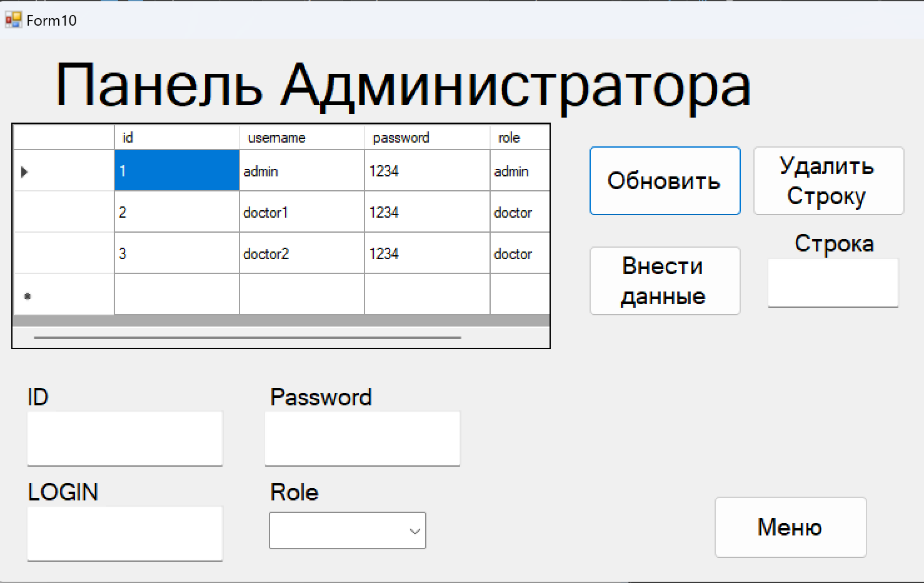 Form10
Панель Администратора
id username password role
1 admin 1234 admin
2 doctor1 1234 doctor
3 doctor2 1234 doctor
Обновить
Удалить
Строку
Внести
данные
Строка
ID
Password
LOGIN
Role
Меню